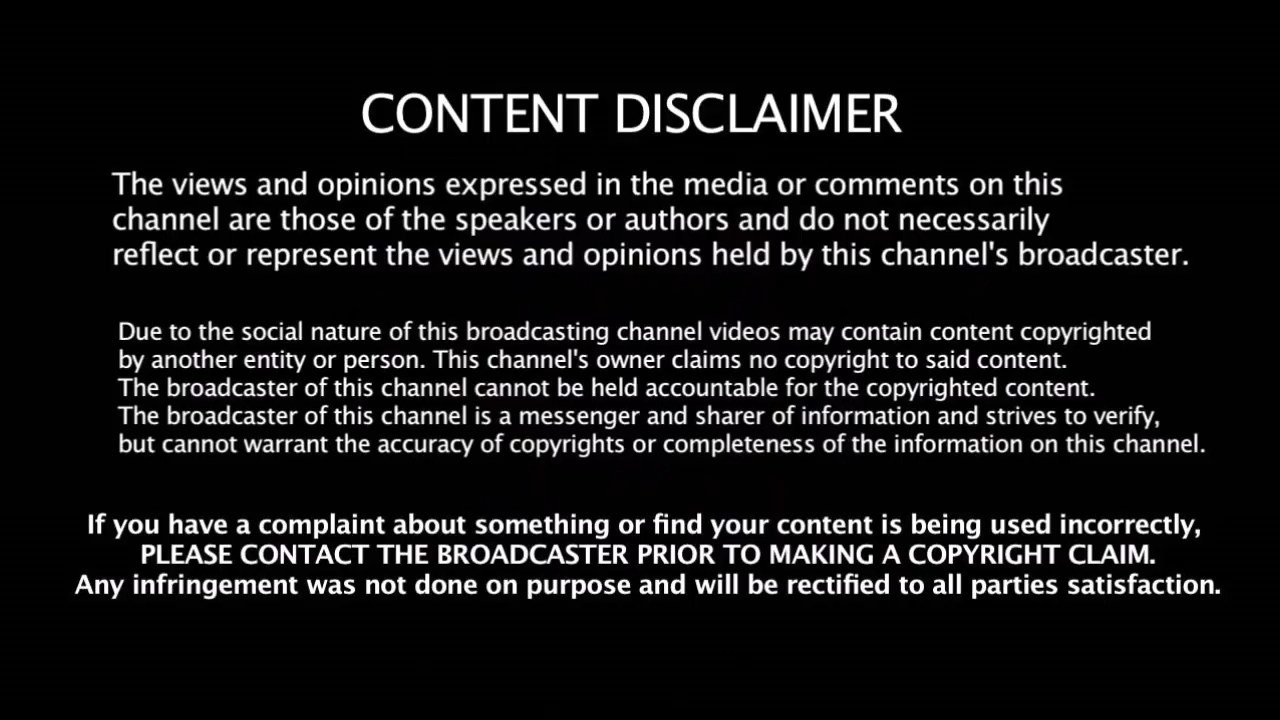 CONTENT DISCLAIMER
The views and opinions expressed in the media or comments on this
channel are those of the speakers or authors and do not necessarily
reflect or represent the views and opinions held by this channel's broadcaster.
Due to the social nature of this broadcasting channel videos may contain content copyrighted
by another entity or person. This channel's owner claims no copyright to said content.
The broadcaster of this channel cannot be held accountable for the copyrighted content.
The broadcaster of this channel is a messenger and sharer of information and strives to verify,
but cannot warrant the accuracy of copyrights or completeness of the information on this channel.
If you have a complaint about something or find your content is being used incorrectly,
PLEASE CONTACT THE BROADCASTER PRIOR TO MAKING A COPYRIGHT CLAIM.
Any infringement was not done on purpose and will be rectified to all parties satisfaction.